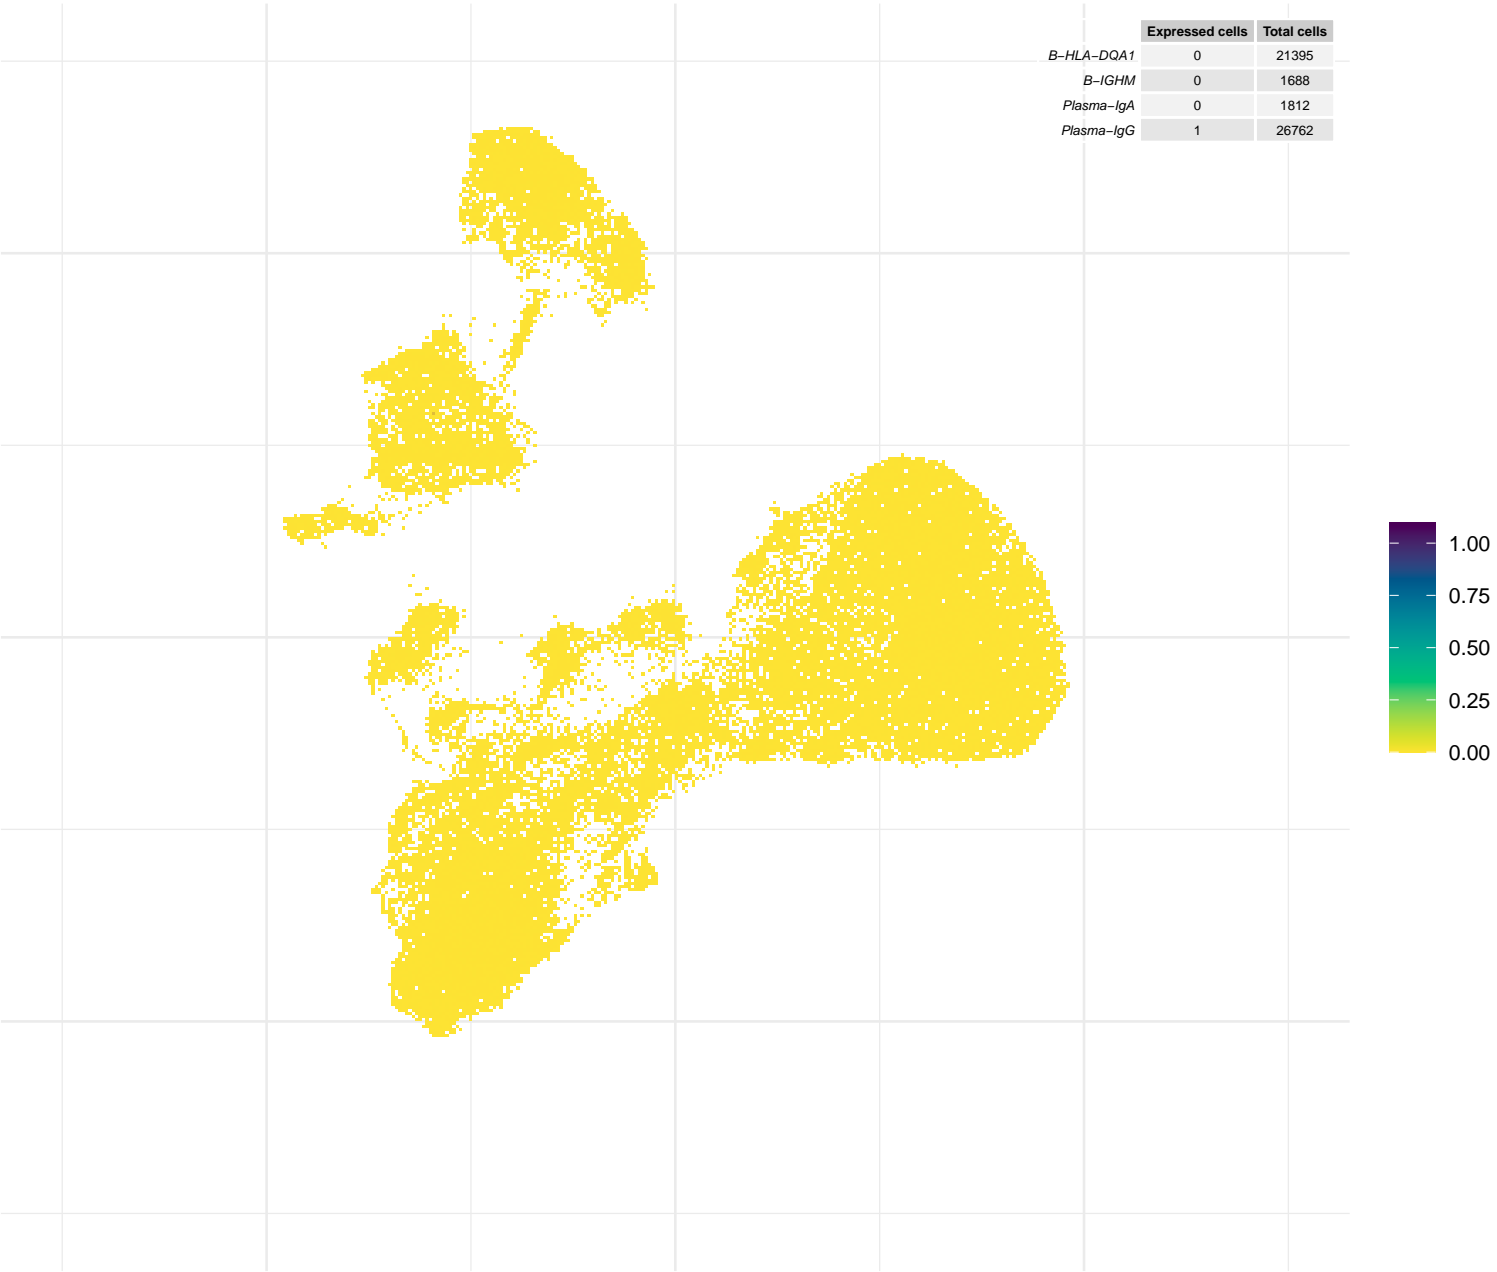 Expressed cells Total cells
B−HLA−DQA1 0 21395
B−IGHM 0 1688
Plasma−IgA 0 1812
Plasma−IgG 1 26762
1.00
0.75
0.50
0.25
0.00